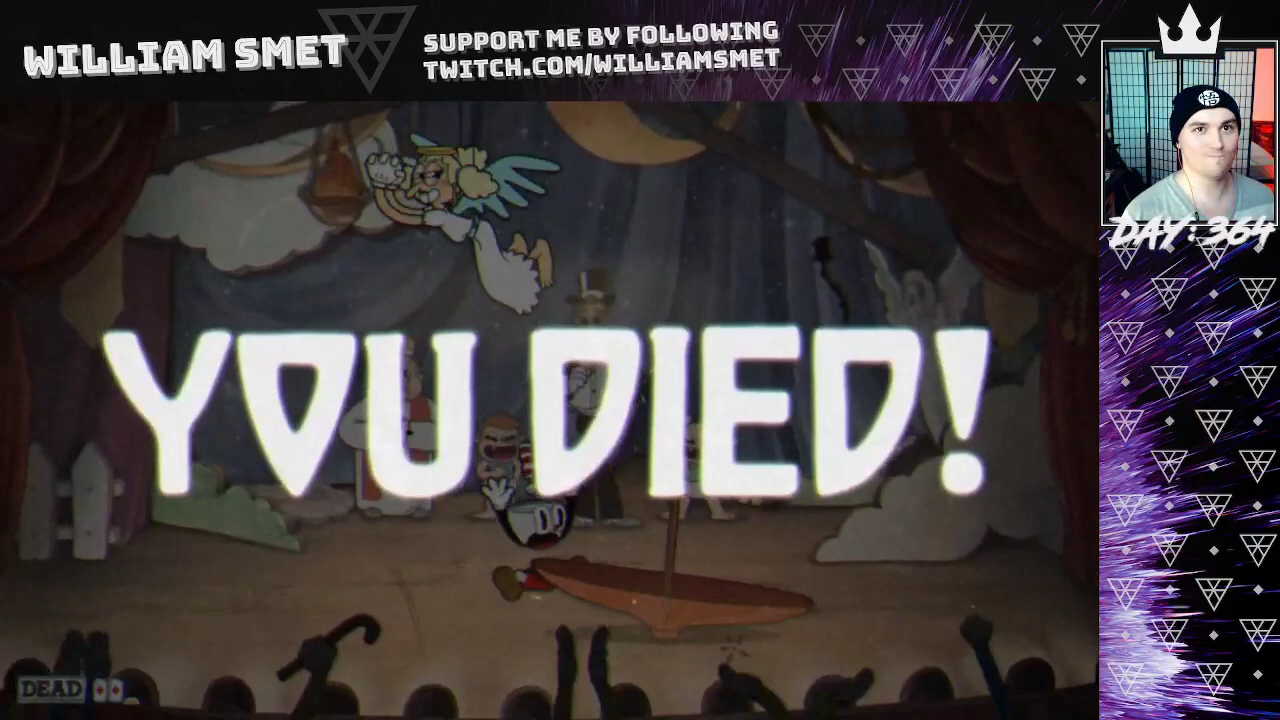 WILLIAM SMET
SUPPORT ME BY FOLLOWING
TWITCH.COM/WILLIAMSMET
DAY: 364
YOU DIED!
DEAD